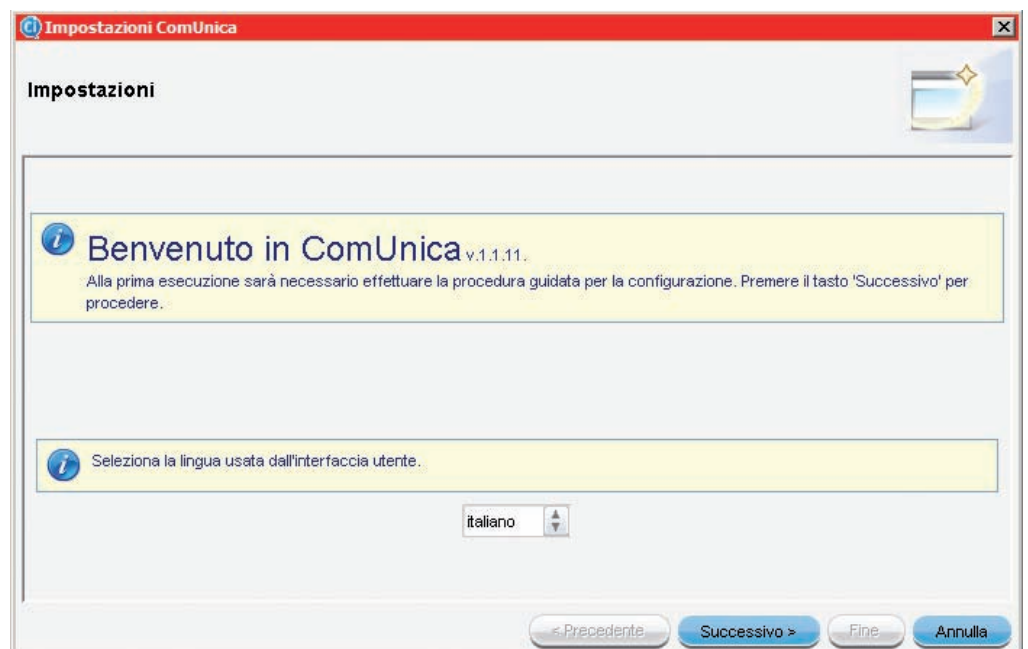 Impostazioni ComUnica
Impostazioni
Benvenuto in ComUnica v.1.1.11.
Alla prima esecuzione sarà necessario effettuare la procedura guidata per la configurazione. Premere il tasto 'Successivo' per
procedere.
Seleziona la lingua usata dall'interfaccia utente.
italiano
< Precedente Successivo > Fine Annulla